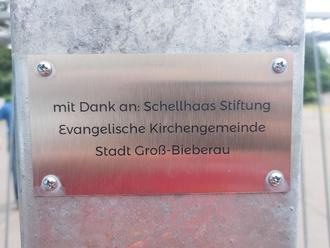 mit Dank an: Schellhaas Stiftung
Evangelische Kirchengemeinde
Stadt Groß-Bieberau